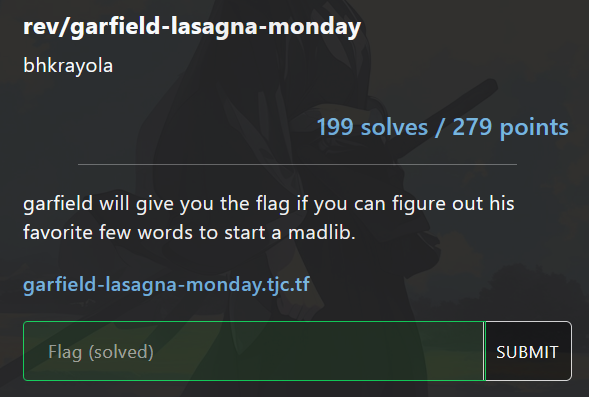 rev/garfield-lasagna-monday
bhkrayola
199 solves / 279 points
garfield will give you the flag if you can figure out his
favorite few words to start a madlib.
garfield-lasagna-monday.tjc.tf
Flag (solved)
SUBMIT